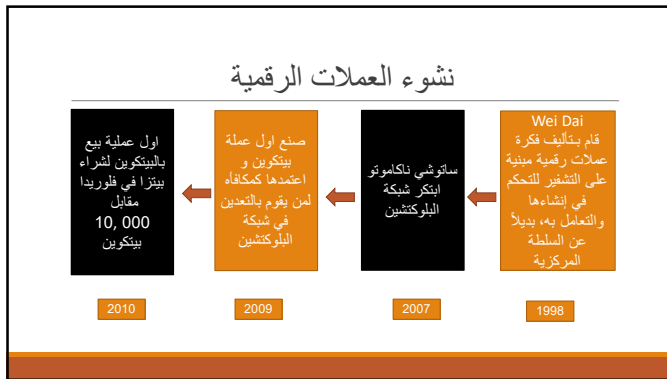 نشوء العملات الرقمية
Wei Dai
قام بتأليف فكرة
عملات رقمية مبنية
على التشفير للتحكم
في إنشاءها
والتعامل به، بديلاً
عن السلطة
المركزية
1998
ساتوشي ناكاموتو
ابتكر شبكة
البلوكتشين
2007
صنع اول عملة
بيتكوين و
اعتمدها كمكافأه
لمن يقوم بالتعدين
في شبكة
البلوكتشين
2009
اول عملية بيع
بالبيتكوين لشراء
بيتزا في فلوريدا
مقابل
10, 000
بيتكوين
2010